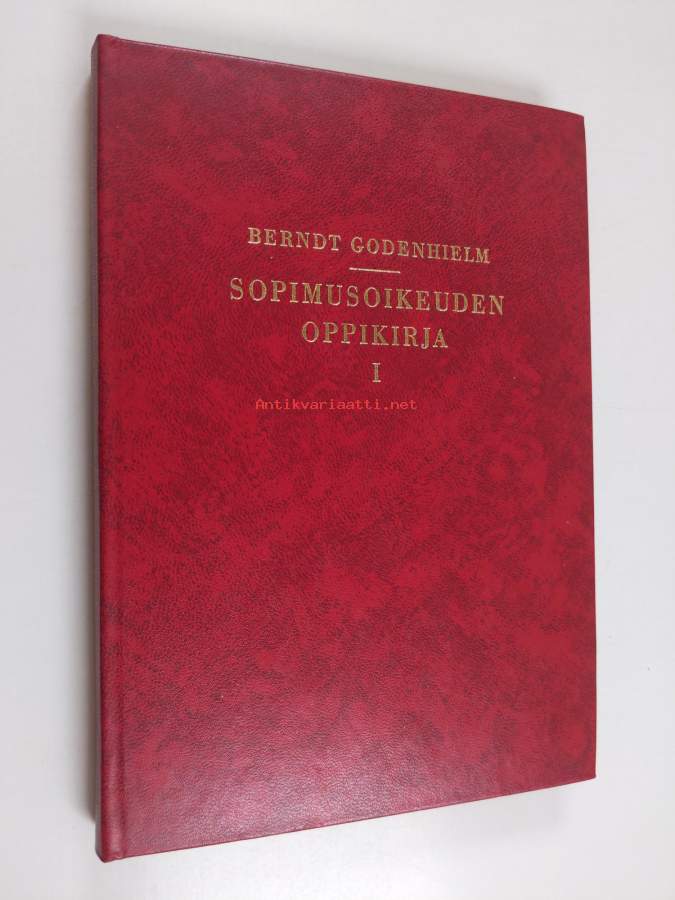 BERNDT GODENHIELM
SOPIMUSOIKEUDEN
OPPIKIRJA
I
Antikvariaatti.net